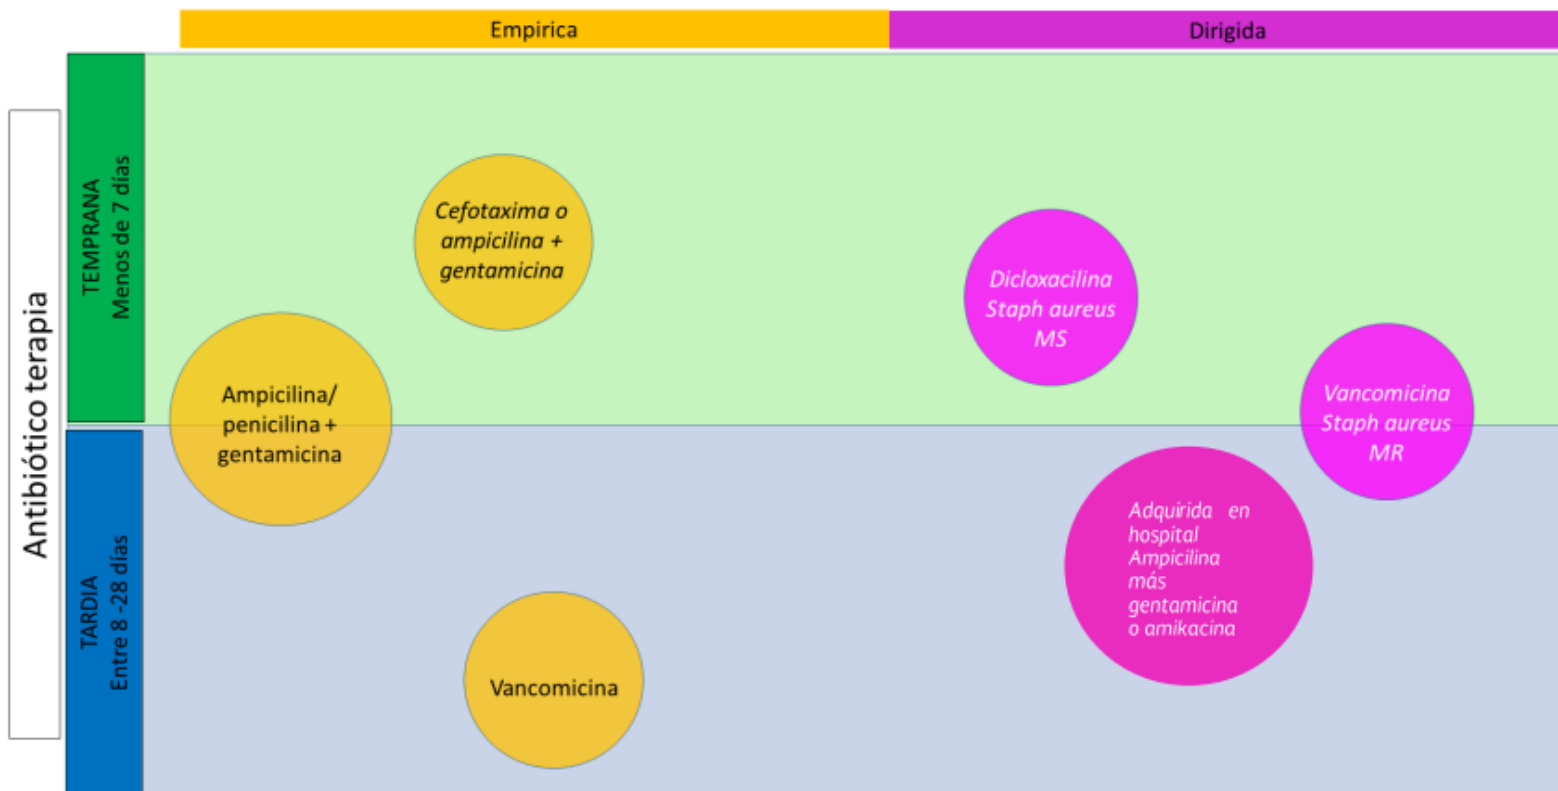 Empirica
Dirigida
Antibiótico terapia
TEMPRANA
Menos de 7 días
Cefotaxima o
ampicilina +
gentamicina
Dicloxacilina
Staph aureus
MS
Ampicilina/
penicilina +
gentamicina
Vancomicina
Staph aureus
MR
TARDIA
Entre 8 -28 días
Adquirida en
hospital
Ampicilina
más
gentamicina
o amikacina
Vancomicina